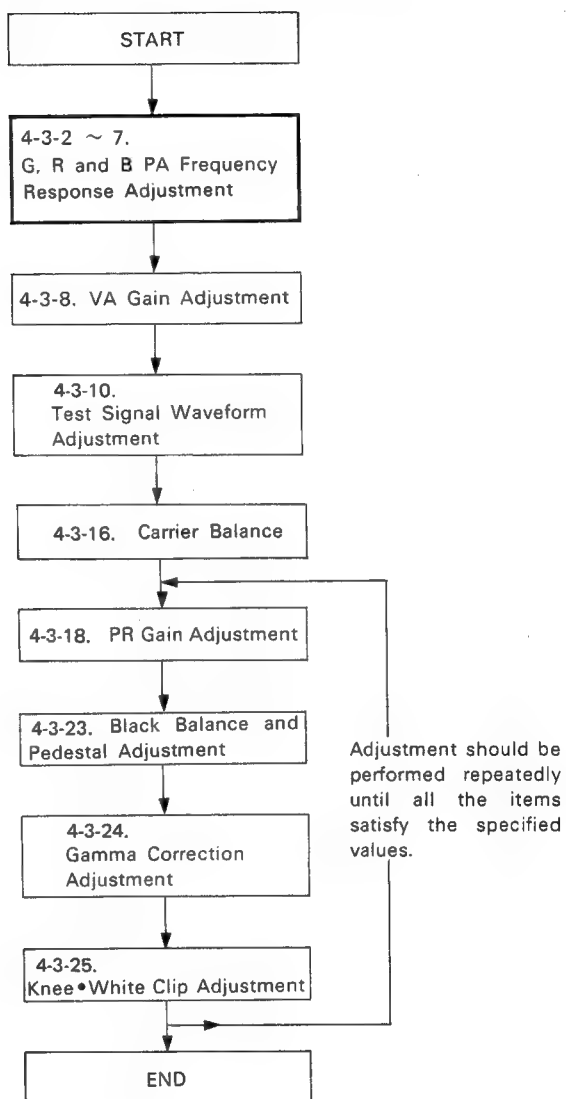 START
4-3-2 ~ 7.
G, R and B PA Frequency
Response Adjustment
4-3-8. VA Gain Adjustment
4-3-10.
Test Signal Waveform
Adjustment
4-3-16. Carrier Balance
4-3-18. PR Gain Adjustment
4-3-23. Black Balance and
Pedestal Adjustment
4-3-24.
Gamma Correction
Adjustment
4-3-25.
Knee•White Clip Adjustment
END
Adjustment should be
performed repeatedly
until all the items
satisfy the specified
values.